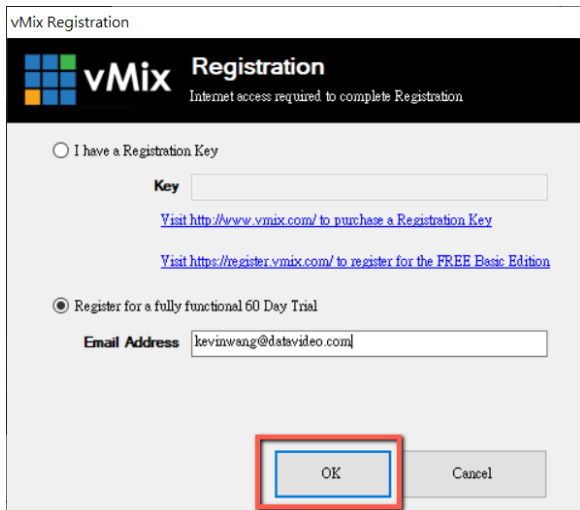 vMix Registration
vMix
Registration
Internet access required to complete Registration
I have a Registration Key
Key
Visit http://www.vmix.com/ to purchase a Registration Key
Visit https://register.vmix.com/ to register for the FREE Basic Edition
Register for a fully functional 60 Day Trial
Email Address kevinwang@datavideo.com
OK Cancel